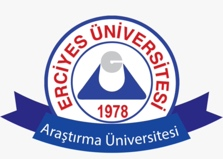 ERCİYES ÜNİVERSİTESİ
1978
Araştırma Üniversitesi